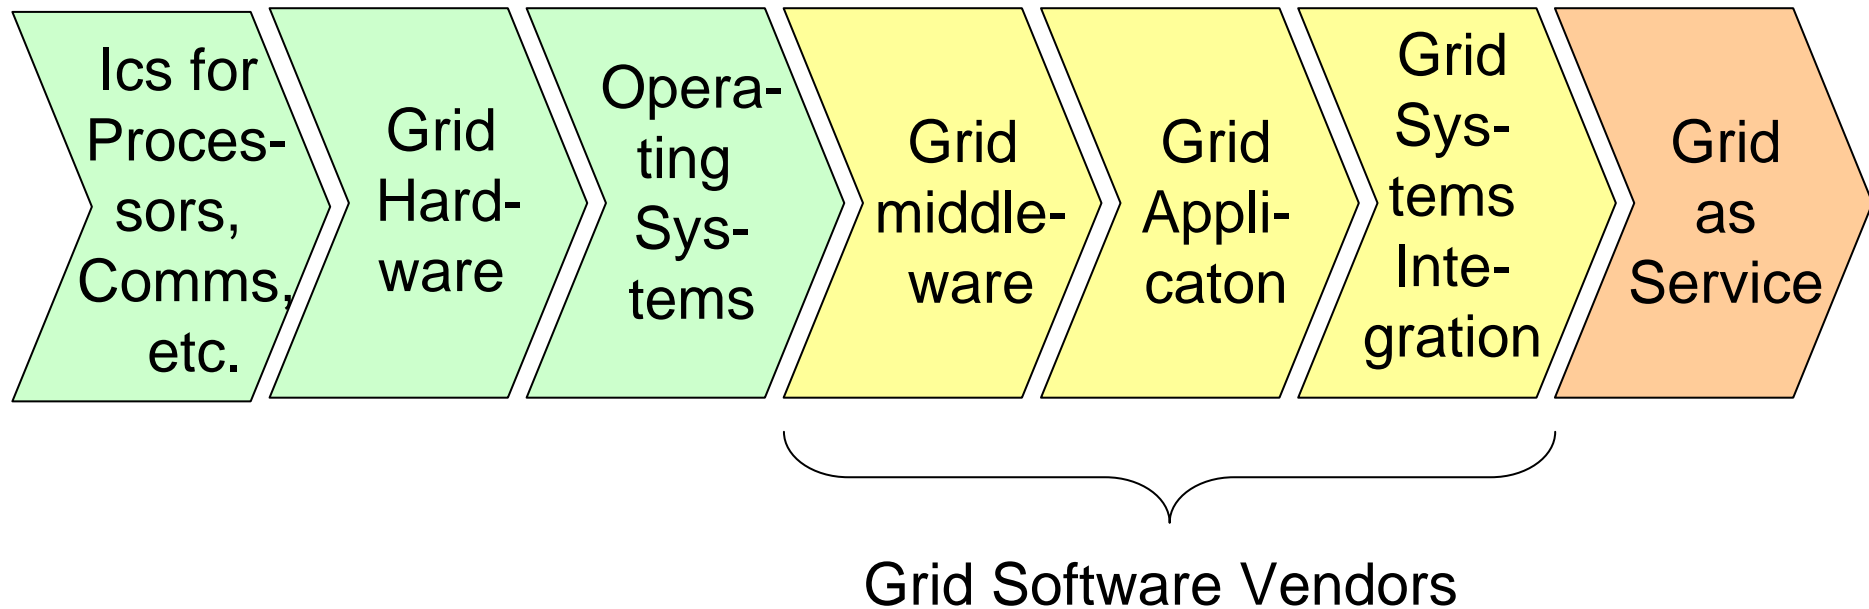 Ics for
Proces-
sors,
Comms,
etc.
Grid
Hard-
ware
Opera-
ting
Sys-
tems
Grid
middle-
ware
Grid
Appli-
caton
Grid
Sys-
tems
Inte-
gration
Grid
as
Service
Grid Software Vendors